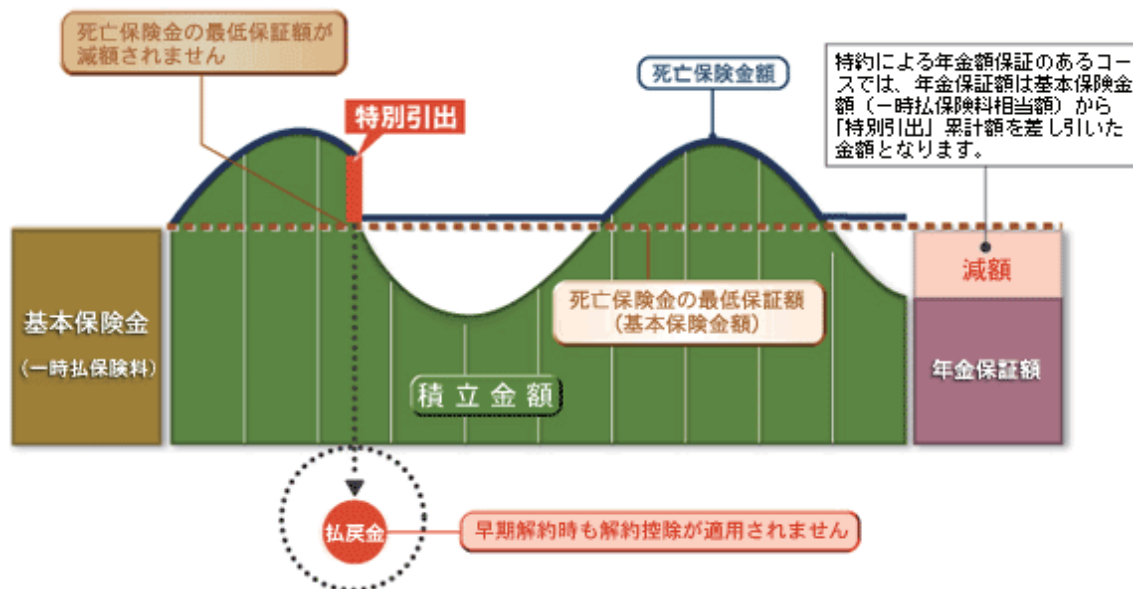 死亡保険金の最低保証額が
減額されません
特別引出
死亡保険金額
特約による年金額保証のあるコー
スでは、年金保証額は基本保険金
額（一時払保険料相当額）から
「特別引出」累計額を差し引いた
金額となります。
基本保険金
（一時払保険料）
死亡保険金の最低保証額
（基本保険金額）
積立金額
減額
年金保証額
払戻金
早期解約時も解約控除が適用されません